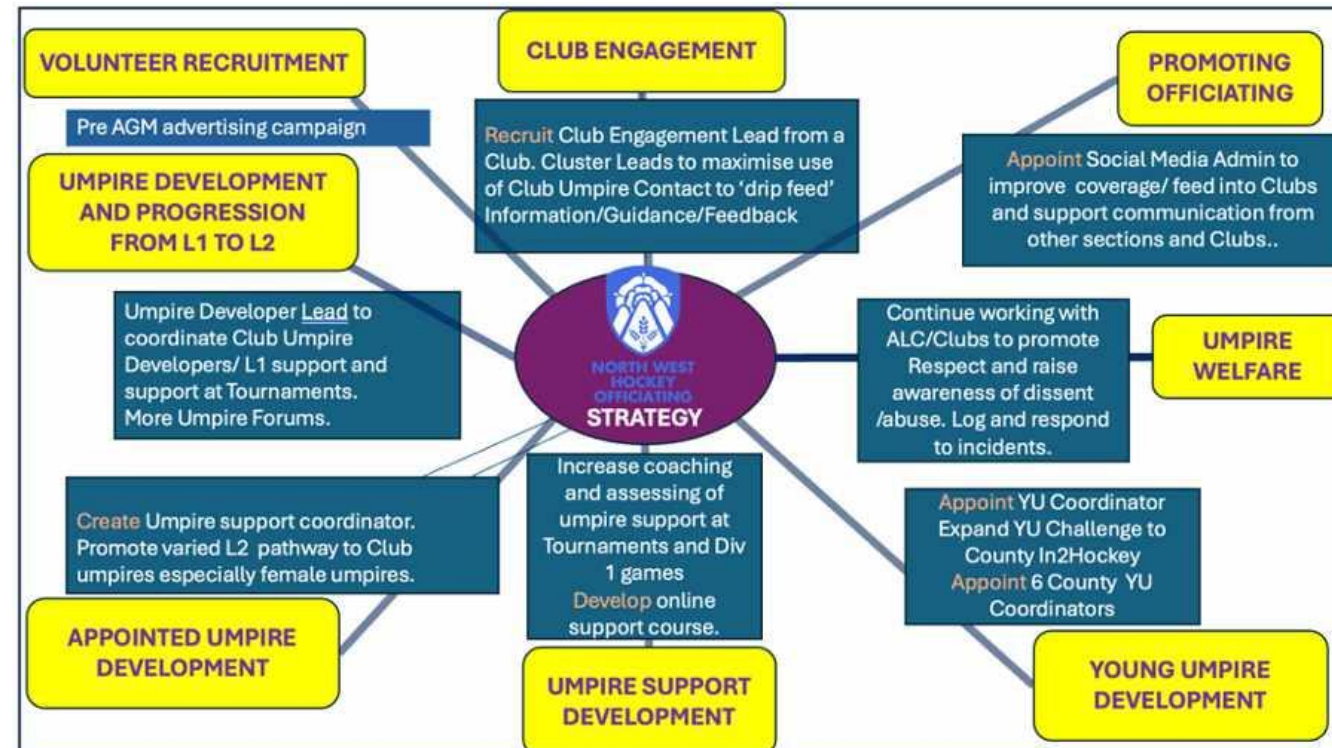 VOLUNTEER RECRUITMENT
Pre AGM advertising campaign
CLUB ENGAGEMENT
Recruit Club Engagement Lead from a
Club. Cluster Leads to maximise use
of Club Umpire Contact to ‘drip feed’
Information/Guidance/Feedback
PROMOTING
OFFICIATING
Appoint Social Media Admin to
improve coverage/ feed into Clubs
and support communication from
other sections and Clubs..
UMPIRE DEVELOPMENT
AND PROGRESSION
FROM L1 TO L2
Umpire Developer Lead to
coordinate Club Umpire
Developers/ L1 support and
support at Tournaments.
More Umpire Forums.
NORTH WEST
HOCKEY
OFFICIATING
STRATEGY
Continue working with
ALC/Clubs to promote
Respect and raise
awareness of dissent
/abuse. Log and respond
to incidents.
UMPIRE
WELFARE
Create Umpire support coordinator.
Promote varied L2 pathway to Club
umpires especially female umpires.
APPOINTED UMPIRE
DEVELOPMENT
Increase coaching
and assessing of
umpire support at
Tournaments and Div
1 games
Develop online
support course.
UMPIRE SUPPORT
DEVELOPMENT
Appoint YU Coordinator
Expand YU Challenge to
County In2Hockey
Appoint 6 County YU
Coordinators
YOUNG UMPIRE
DEVELOPMENT